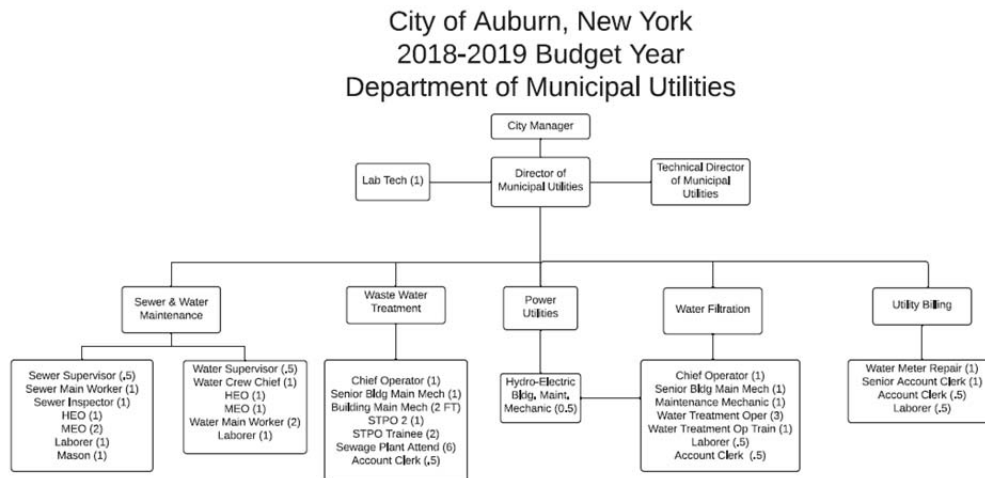 City of Auburn, New York
2018-2019 Budget Year
Department of Municipal Utilities
City Manager
Lab Tech (1)
Director of
Municipal Utilities
Technical Director
of Municipal
Utilities
Sewer & Water
Maintenance
Waste Water
Treatment
Power
Utilities
Water Filtration
Utility Billing
Sewer Supervisor (.5)
Sewer Main Worker (1)
Sewer Inspector (1)
HEO (1)
MEO (2)
Laborer (1)
Mason (1)
Water Supervisor (.5)
Water Crew Chief (1)
HEO (1)
MEO (1)
Water Main Worker (2)
Laborer (1)
Chief Operator (1)
Senior Bldg Main Mech (1)
Building Main Mech (2 FT)
STPO 2 (1)
STPO Trainee (2)
Sewage Plant Attend (6)
Account Clerk (.5)
Hydro-Electric
Bldg. Maint.
Mechanic (0.5)
Chief Operator (1)
Senior Bldg Main Mech (1)
Maintenance Mechanic (1)
Water Treatment Oper (3)
Water Treatment Op Train (1)
Laborer (.5)
Account Clerk (.5)
Water Meter Repair (1)
Senior Account Clerk (1)
Account Clerk (.5)
Laborer (.5)